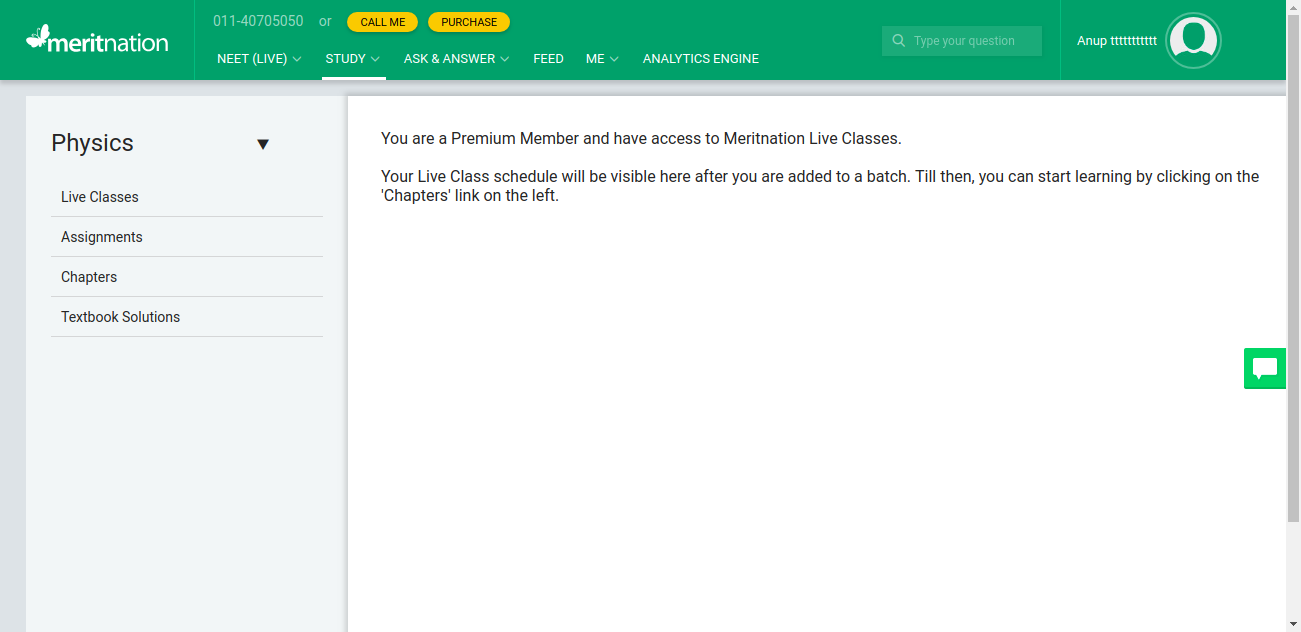 011-40705050 or CALL ME PURCHASE
meritnation
NEET (LIVE) STUDY ASK & ANSWER FEED ME ANALYTICS ENGINE
Type your question
Anup ttttttttttt
Physics
Live Classes
Assignments
Chapters
Textbook Solutions
You are a Premium Member and have access to Meritnation Live Classes.
Your Live Class schedule will be visible here after you are added to a batch. Till then, you can start learning by clicking on the
'Chapters' link on the left.